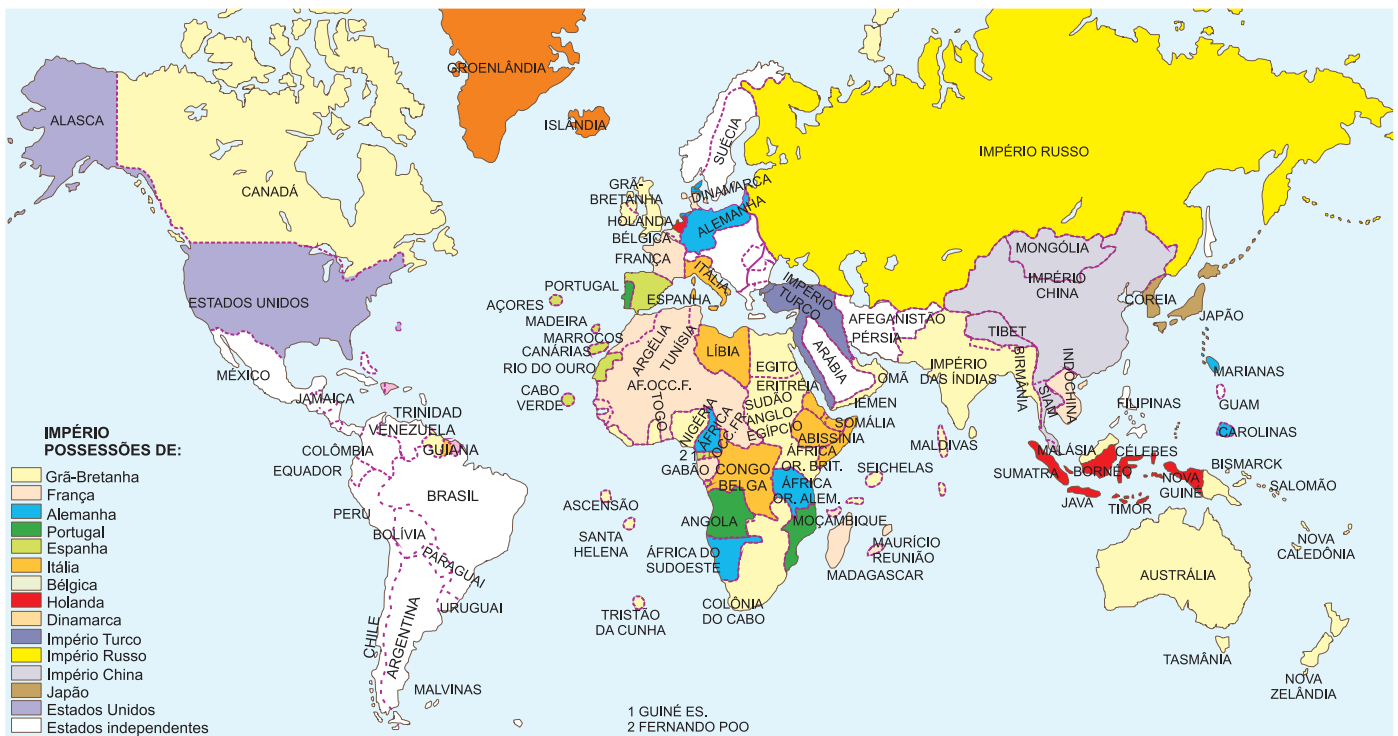 GROENLÂNDIA
ISLÂNDIA
ALASCA
CANADÁ
ESTADOS UNIDOS
MÉXICO
JAMAICA
TRINIDAD
VENEZUELA
GUIANA
COLÔMBIA
EQUADOR
BRASIL
PERU
BOLÍVIA
PARAGUAI
URUGUAI
CHILE
ARGENTINA
MALVINAS
SUÉCIA
IMPÉRIO RUSSO
GRÃ-
BRETANHA
DINAMARCA
HOLANDA
ALEMANHA
BÉLGICA
FRANÇA
ITÁLIA
PORTUGAL
ESPANHA
IMPÉRIO
TURCO
AÇORES
MADEIRA
MARROCOS
CANÁRIAS
RIO DO OURO
CABO
VERDE
ARGÉLIA
TUNÍSIA
LÍBIA
EGITO
ARÁBIA
AFEGANISTÃO
PÉRSIA
OMÃ
IEMEN
ERITRÉIA
SUDÃO
ANGLO-
EGÍPCIO
SOMÁLIA
ABISSÍNIA
AF.OCC.F.
TOGO
NIGÉRIA
ÁFRICA
OCC.FR.
2
1
GABÃO
CONGO
BELGA
ÁFRICA
OR. BRIT.
ÁFRICA
OR. ALEM.
ANGOLA
MOÇAMBIQUE
ÁFRICA DO
SUDOESTE
COLÔNIA
DO CABO
MADAGASCAR
MAURÍCIO
REUNIÃO
SEICHELAS
MALDIVAS
ASCENSÃO
SANTA
HELENA
TRISTÃO
DA CUNHA
MONGÓLIA
IMPÉRIO
CHINA
TIBET
COREIA
JAPÃO
IMPÉRIO
DAS ÍNDIAS
BIRMÂNIA
SIAM
INDOCHINA
FILIPINAS
MARIANAS
GUAM
CAROLINAS
MALÁSIA
CÉLEBES
SUMATRA
BORNÉO
JAVA
TIMOR
NOVA
GUINÉ
BISMARCK
SALOMÃO
NOVA
CALEDÔNIA
AUSTRÁLIA
TASMÂNIA
NOVA
ZELÂNDIA
IMPÉRIO
POSSESSÕES DE:
Grã-Bretanha
França
Alemanha
Portugal
Espanha
Itália
Bélgica
Holanda
Dinamarca
Império Turco
Império Russo
Império China
Japão
Estados Unidos
Estados independentes
1 GUINÉ ES.
2 FERNANDO POO